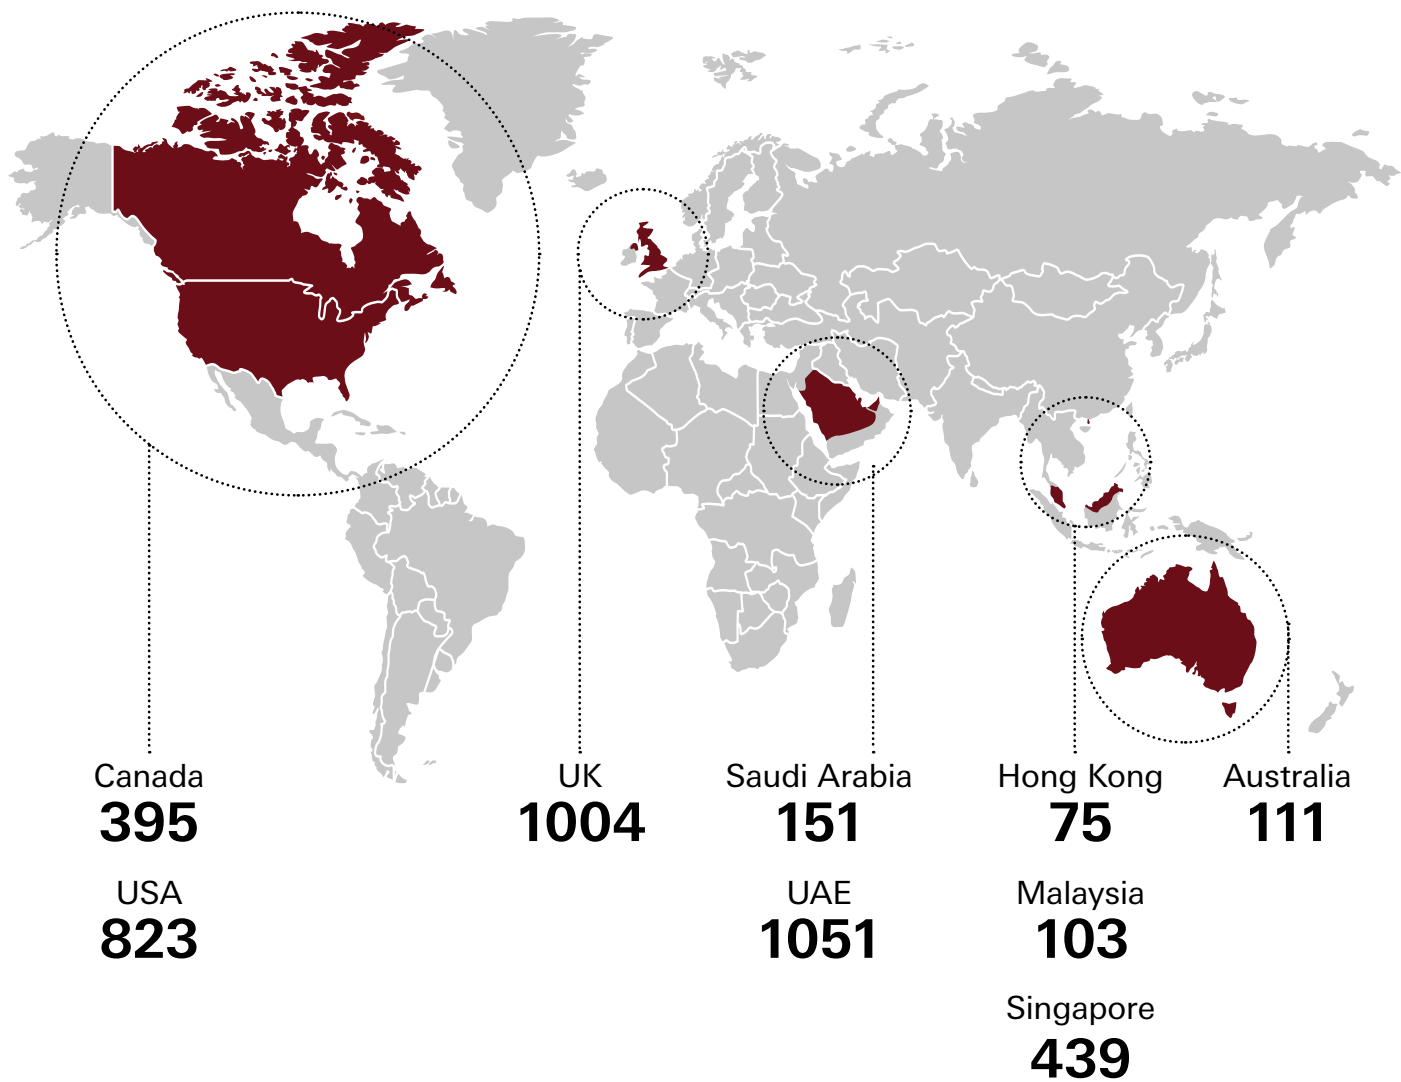 Canada
395
USA
823
UK
1004
Saudi Arabia
151
UAE
1051
Hong Kong
75
Malaysia
103
Singapore
439
Australia
111